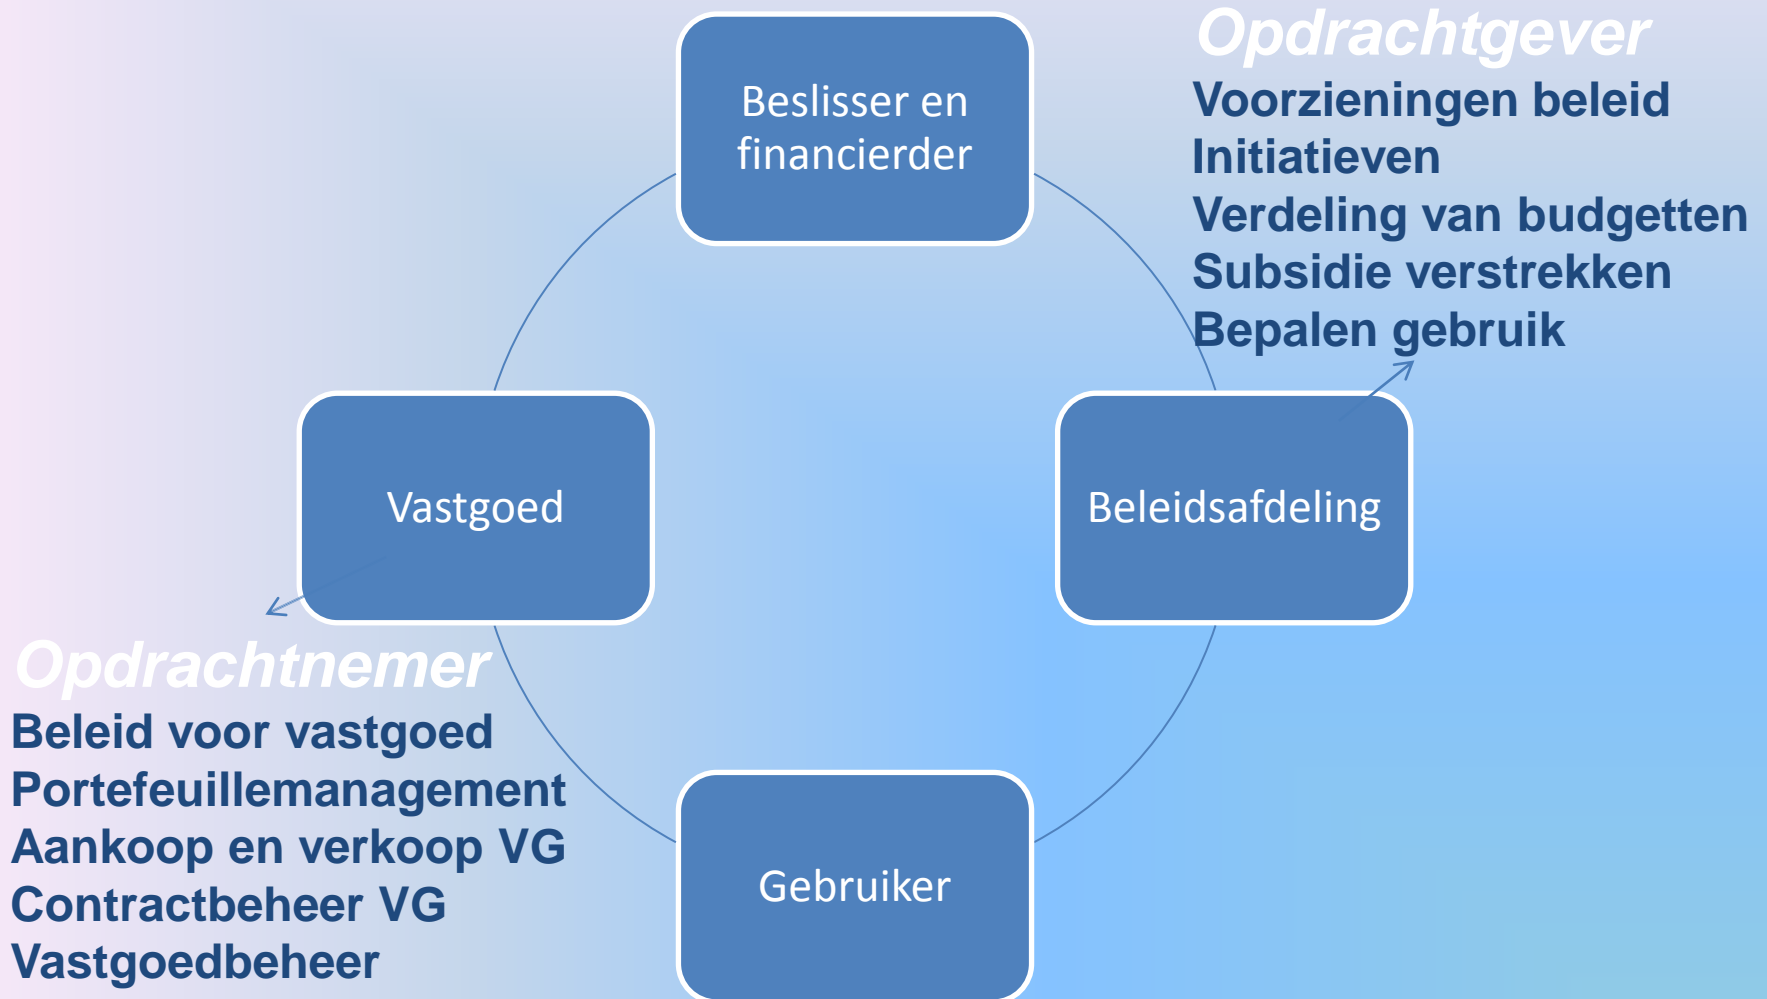 Opdrachtgever
Voorzieningen beleid
Initiatieven
Verdeling van budgetten
Subsidie verstrekken
Bepalen gebruik
Beslisser en
financierder
Vastgoed
Beleidsafdeling
Opdrachtnemer
Beleid voor vastgoed
Portefeuillemanagement
Aankoop en verkoop VG
Contractbeheer VG
Vastgoedbeheer
Gebruiker